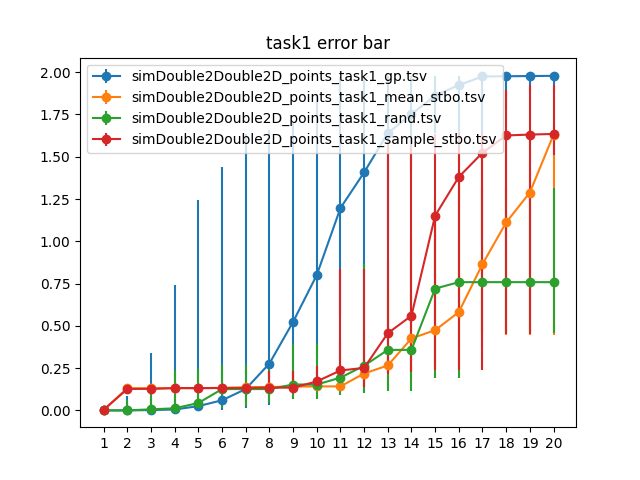 task1 error bar
simDouble2Double2D_points_task1_gp.tsv
simDouble2Double2D_points_task1_mean_stbo.tsv
simDouble2Double2D_points_task1_rand.tsv
simDouble2Double2D_points_task1_sample_stbo.tsv
2.00
1.75
1.50
1.25
1.00
0.75
0.50
0.25
0.00
1 2 3 4 5 6 7 8 9 10 11 12 13 14 15 16 17 18 19 20